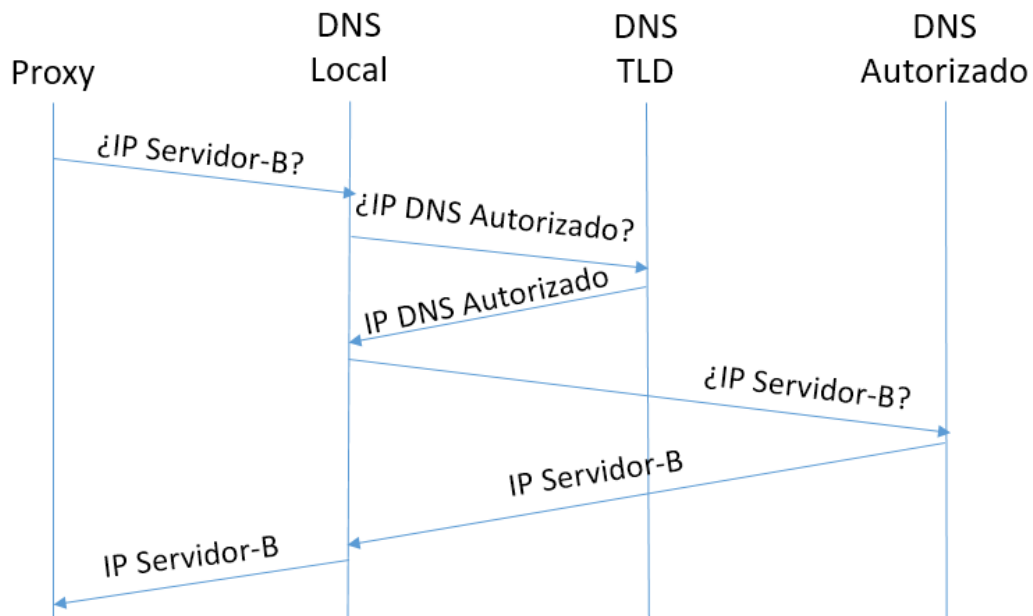 Proxy
DNS
Local
DNS
TLD
DNS
Autorizado
¿IP Servidor-B?
¿IP DNS Autorizado?
IP DNS Autorizado
¿IP Servidor-B?
IP Servidor-B
IP Servidor-B